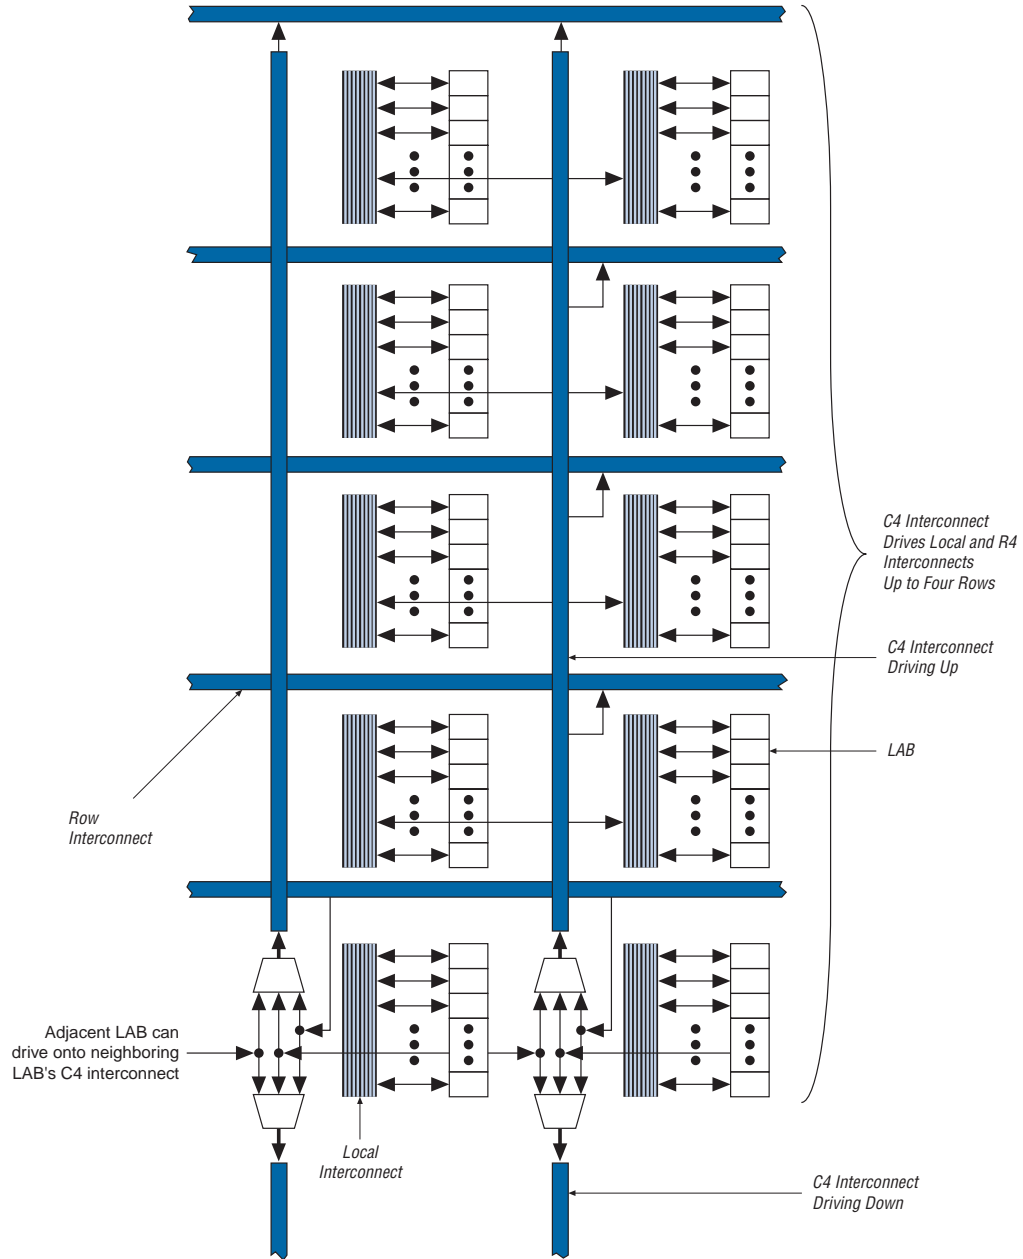 C4 Interconnect
Drives Local and R4
Interconnects
Up to Four Rows
C4 Interconnect
Driving Up
LAB
Row
Interconnect
Adjacent LAB can
drive onto neighboring
LAB's C4 interconnect
Local
Interconnect
C4 Interconnect
Driving Down